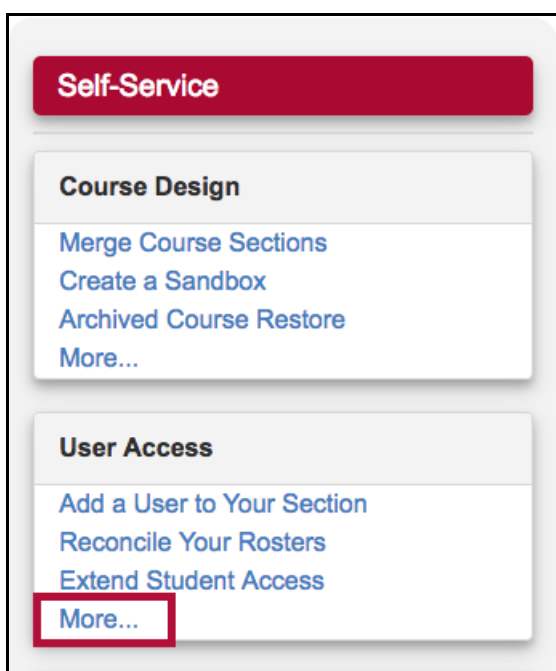 Self-Service
Course Design
Merge Course Sections
Create a Sandbox
Archived Course Restore
More...
User Access
Add a User to Your Section
Reconcile Your Rosters
Extend Student Access
More...